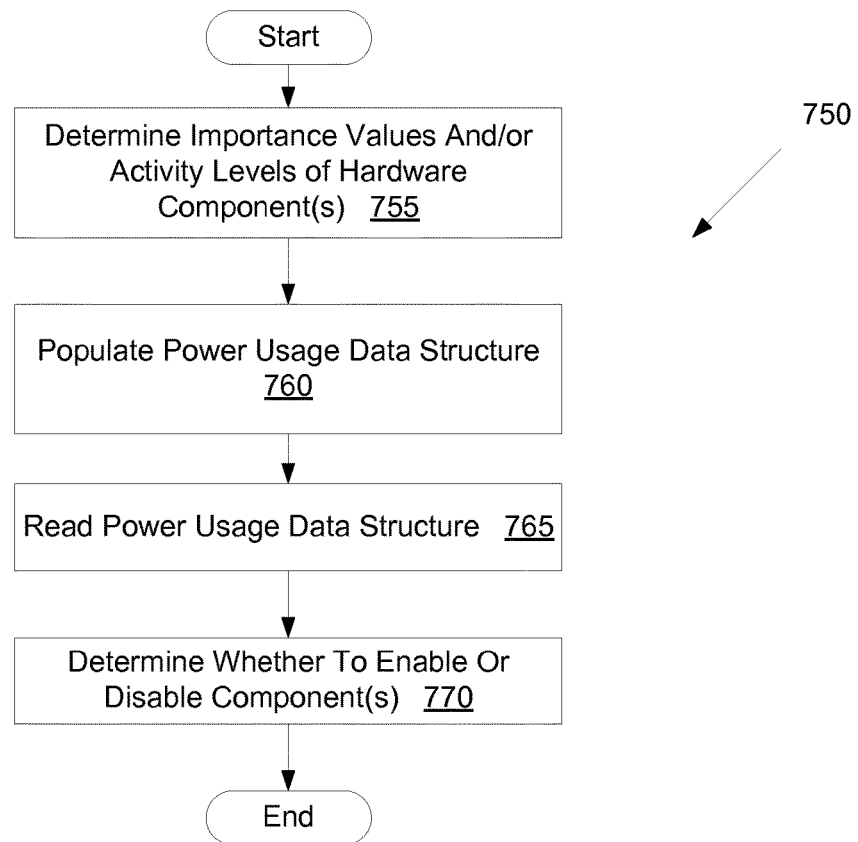 Start
750
Determine Importance Values And/or
Activity Levels of Hardware
Component(s) 755
Populate Power Usage Data Structure
760
Read Power Usage Data Structure 765
Determine Whether To Enable Or
Disable Component(s) 770
End